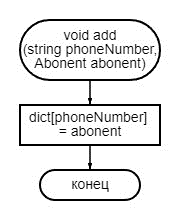 void add
(string phoneNumber,
Abonent abonent)
dict[phoneNumber]
= abonent
конец